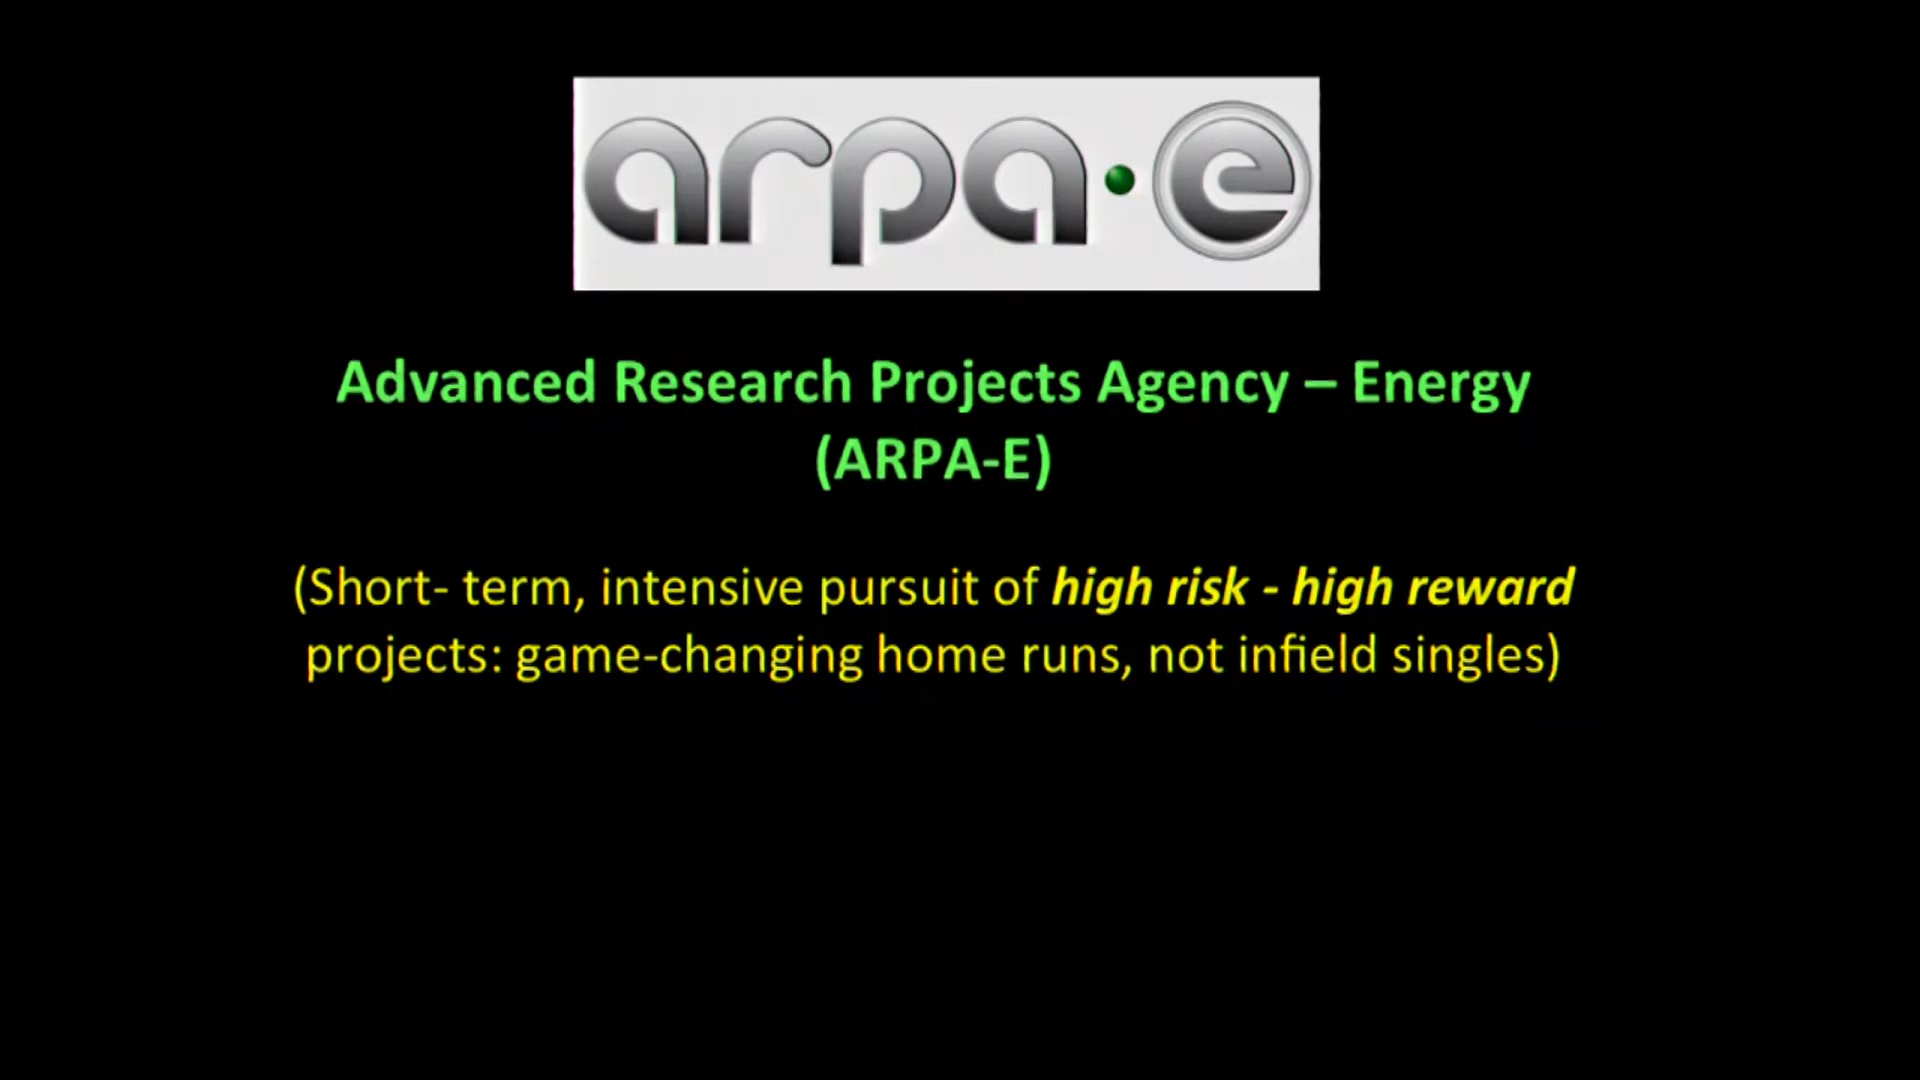 arpa·e
Advanced Research Projects Agency – Energy
(ARPA-E)
(Short- term, intensive pursuit of high risk - high reward
projects: game-changing home runs, not infield singles)